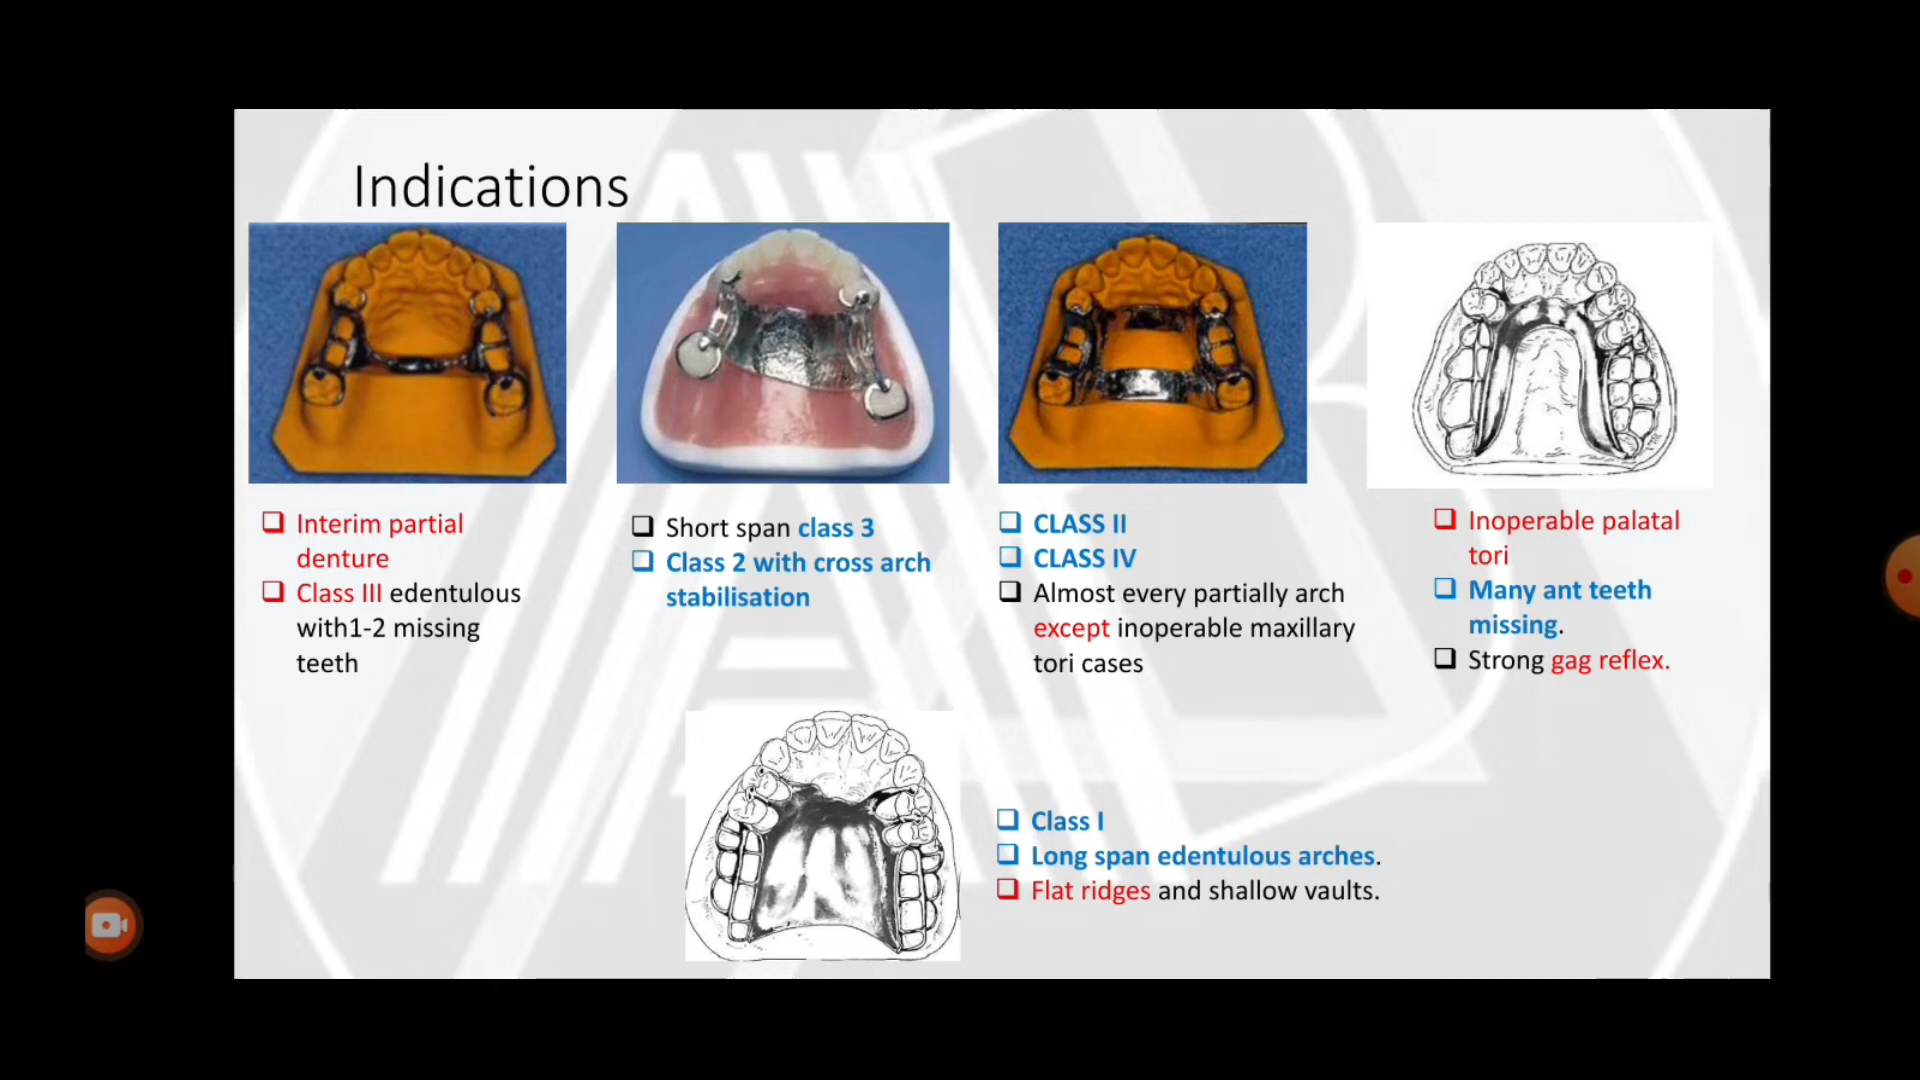 Indications
Interim partial
denture
Class III edentulous
with1-2 missing
teeth
Short span class 3
Class 2 with cross arch
stabilisation
CLASS II
CLASS IV
Almost every partially arch
except inoperable maxillary
tori cases
Inoperable palatal
tori
Many ant teeth
missing.
Strong gag reflex.
Class I
Long span edentulous arches.
Flat ridges and shallow vaults.